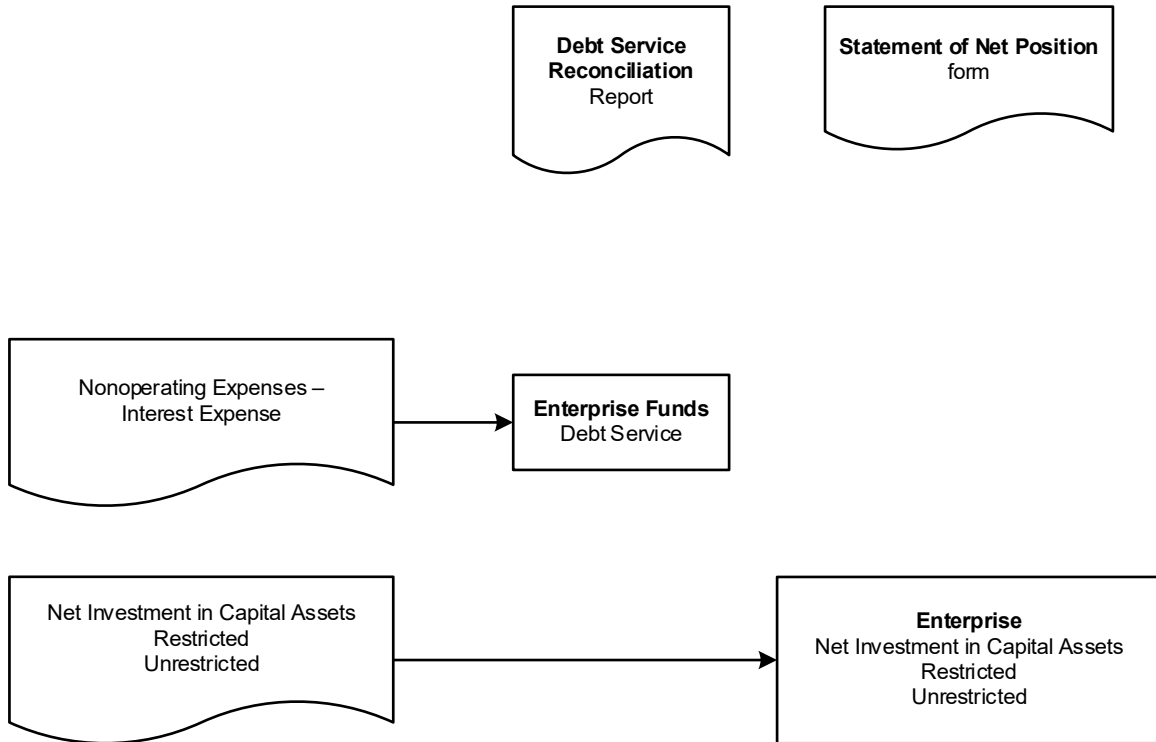 Debt Service
Reconciliation
Report
Statement of Net Position
form
Nonoperating Expenses –
Interest Expense
Enterprise Funds
Debt Service
Net Investment in Capital Assets
Restricted
Unrestricted
Enterprise
Net Investment in Capital Assets
Restricted
Unrestricted